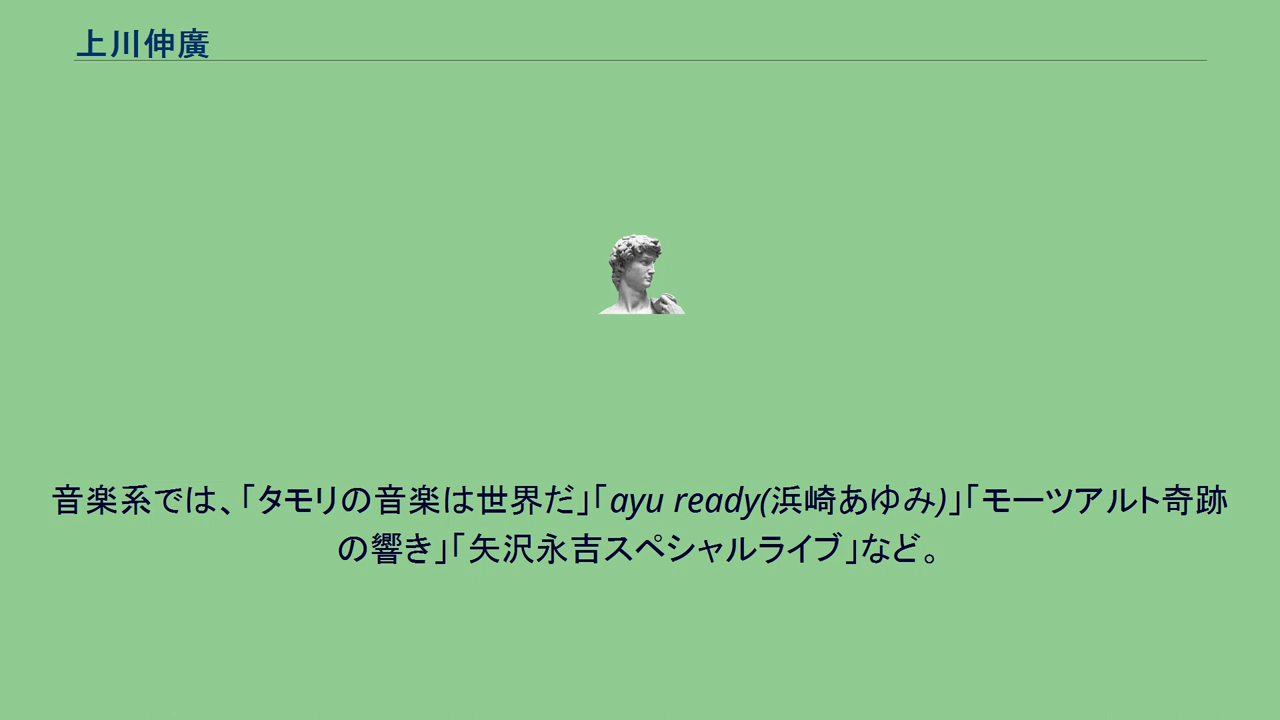 上川伸廣
音楽系では、「タモリの音楽は世界だ」「ayu ready(浜崎あゆみ)」「モーツアルト奇跡
の響き」「矢沢永吉スペシャルライブ」など。